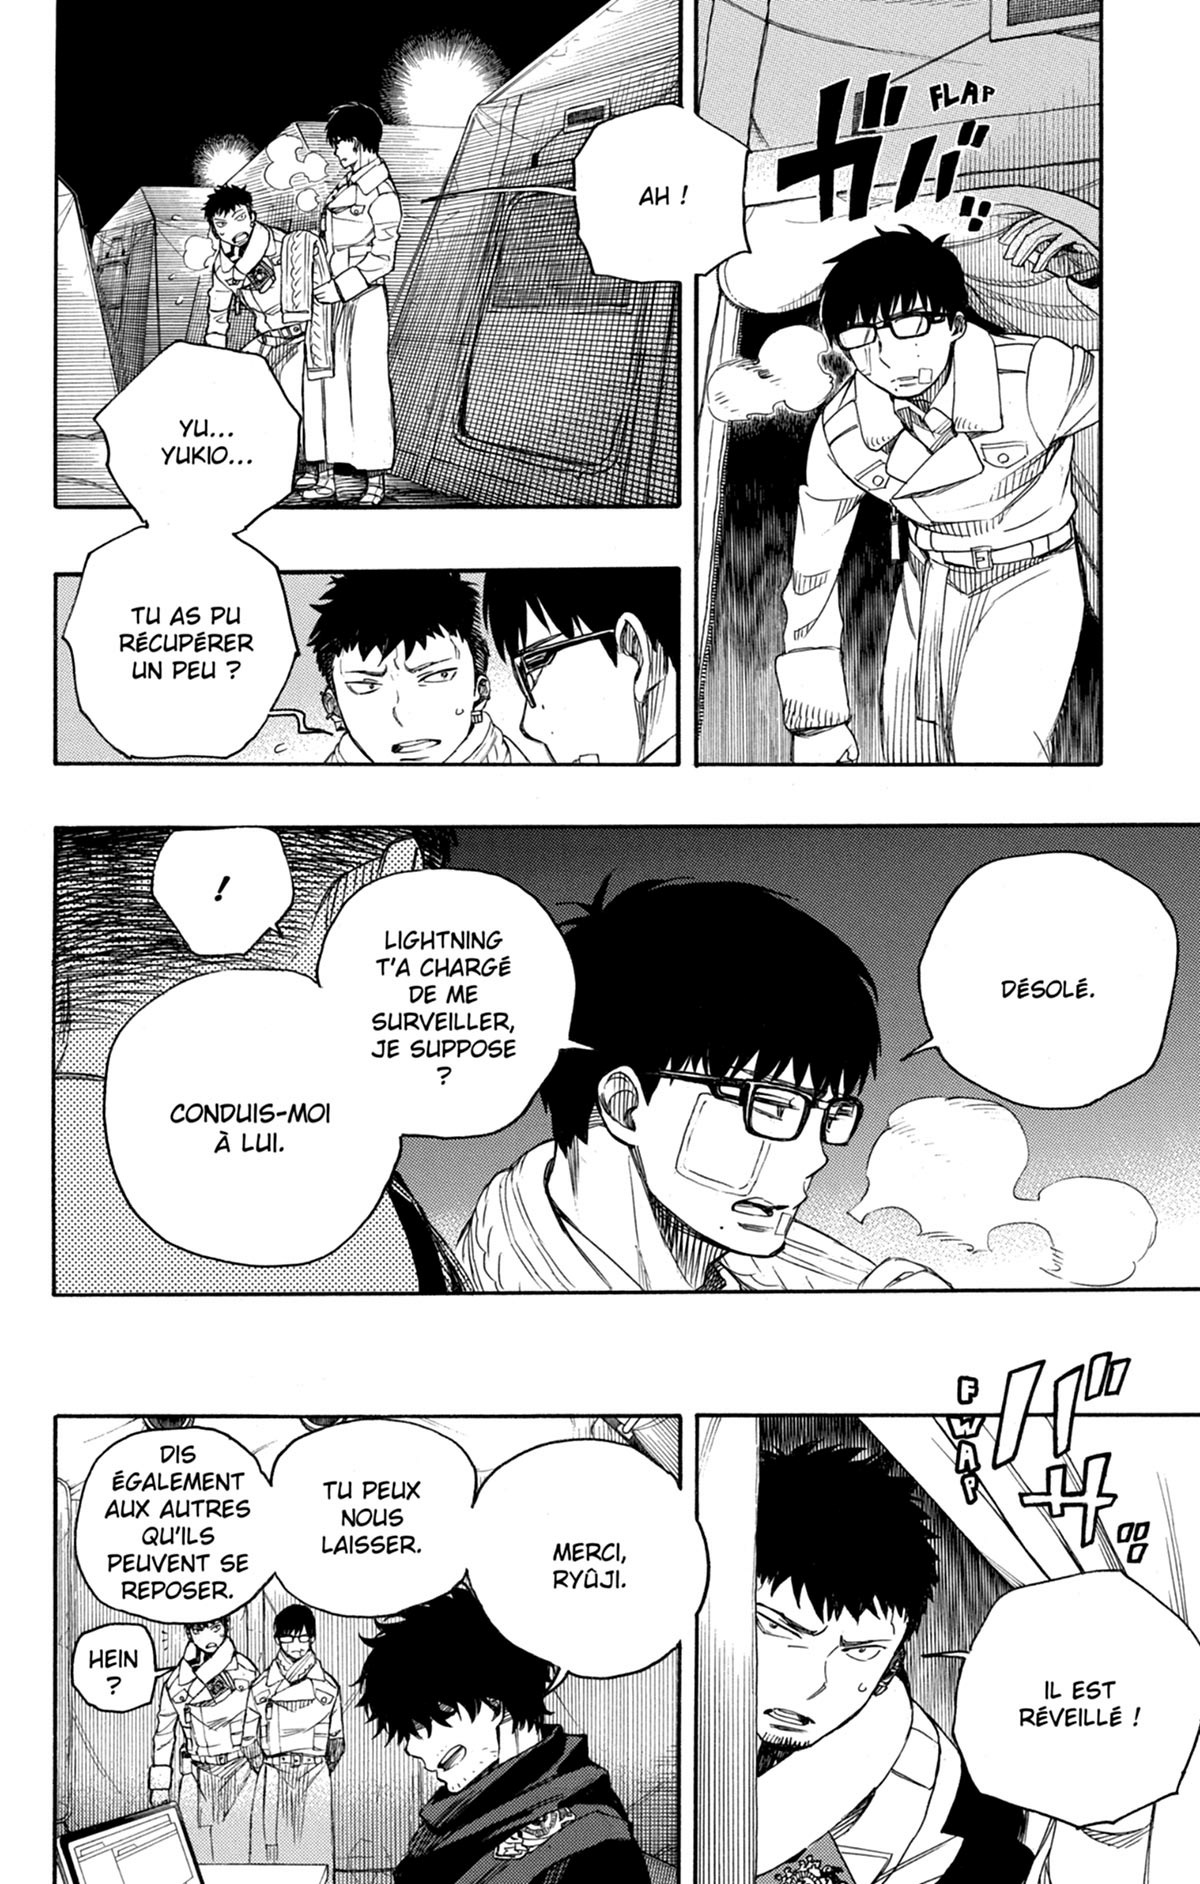 ガバッ
FLAP
AH !
YU...
YUKIO...
TU AS PU
RÉCUPÉRER
UN PEU ?
DÉSOLÉ.
LIGHTNING
T'A CHARGÉ
DE ME
SURVEILLER,
JE SUPPOSE
?
CONDUIS-MOI
À LUI.
!
バサッ
FWAP
IL EST
RÉVEILLÉ !
MERCI,
RYÛJI.
TU PEUX
NOUS
LAISSER.
DIS
ÉGALEMENT
AUX AUTRES
QU'ILS
PEUVENT SE
REPOSER.
HEIN
?